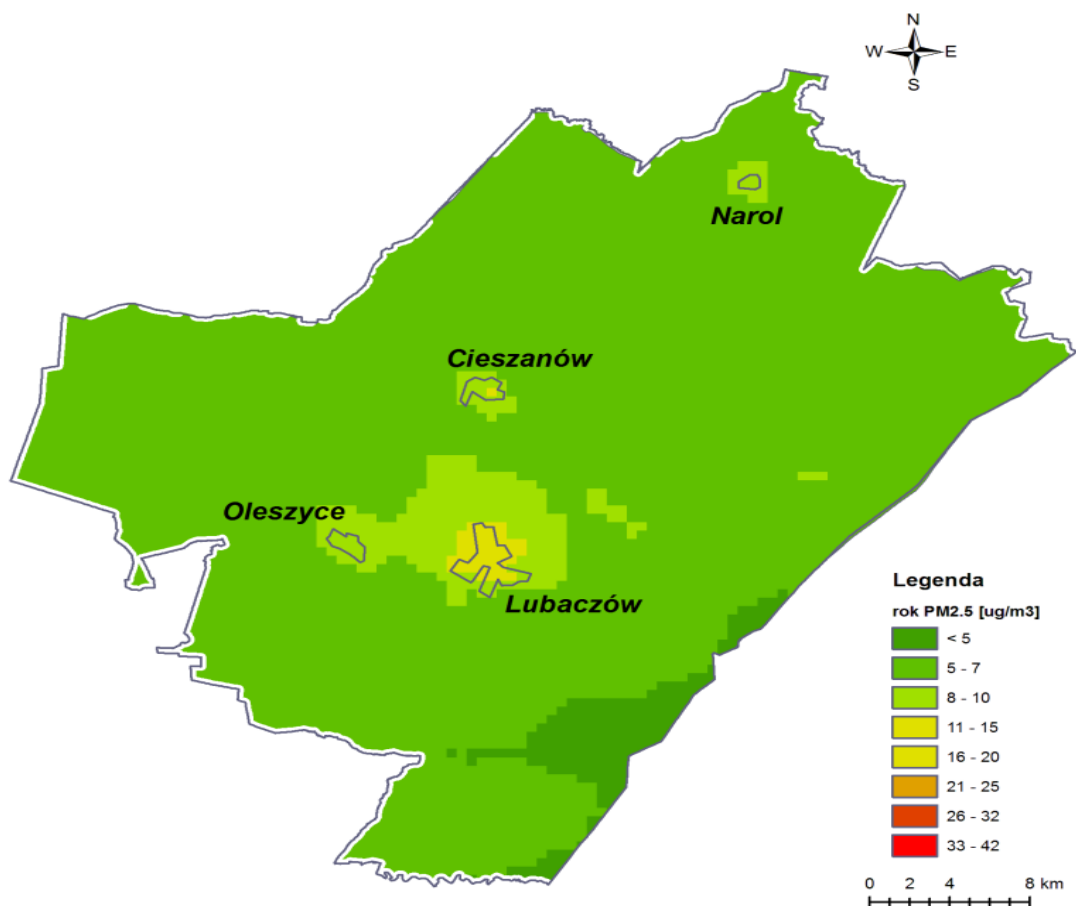 N
W E
S
Narol
Cieszanów
Oleszyce
Lubaczów
Legenda
rok PM2.5 [ug/m3]
< 5
5 - 7
8 - 10
11 - 15
16 - 20
21 - 25
26 - 32
33 - 42
0 2 4 8 km